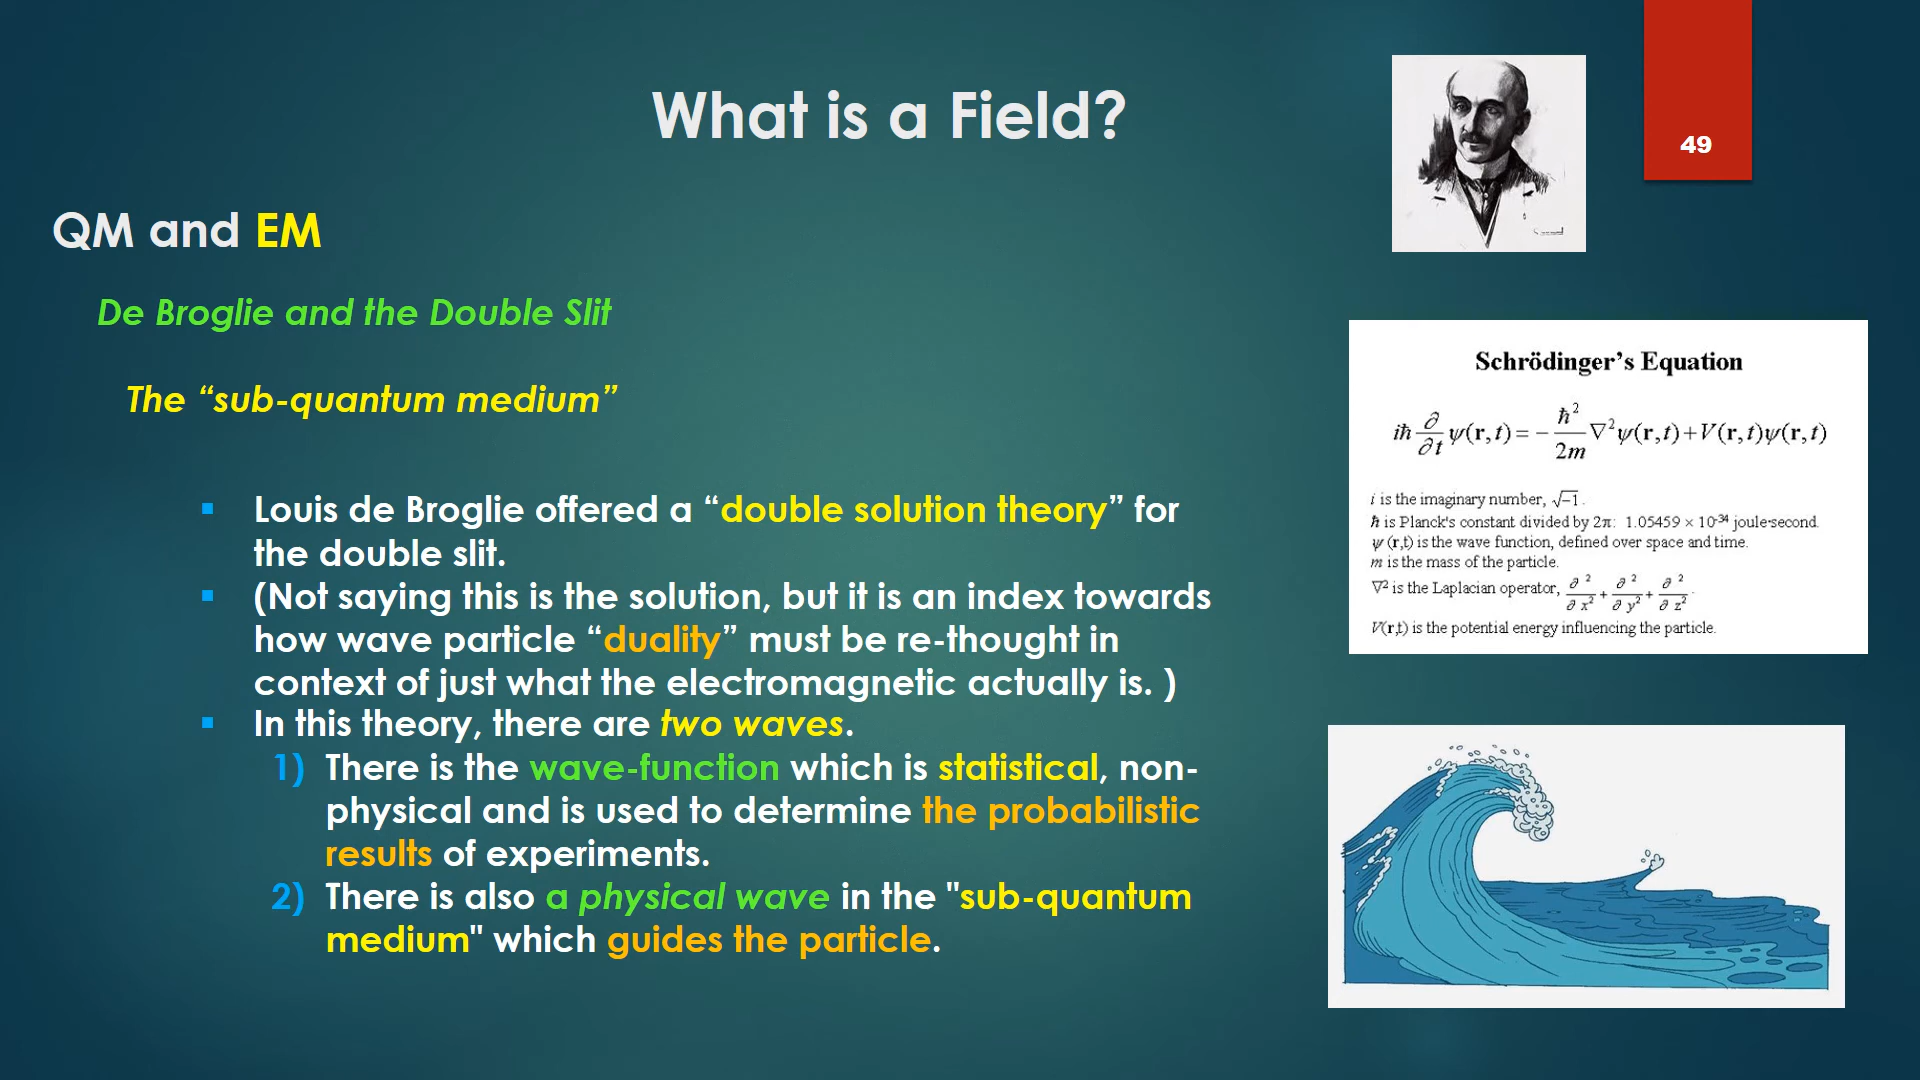 What is a Field?
49
QM and EM
De Broglie and the Double Slit
The “sub-quantum medium”
▪ Louis de Broglie offered a “double solution theory” for
the double slit.
▪ (Not saying this is the solution, but it is an index towards
how wave particle “duality” must be re-thought in
context of just what the electromagnetic actually is. )
▪ In this theory, there are two waves.
1) There is the wave-function which is statistical, non-
physical and is used to determine the probabilistic
results of experiments.
2) There is also a physical wave in the "sub-quantum
medium" which guides the particle.
Schrödinger’s Equation
iħ ∂/∂t ψ(r,t) = − ħ²/2m ∇²ψ(r,t)+V(r,t)ψ(r,t)
i is the imaginary number, √−1 .
ħ is Planck's constant divided by 2π: 1.05459 × 10⁻³⁴ joule·second.
ψ (r,t) is the wave function, defined over space and time.
m is the mass of the particle.
∇² is the Laplacian operator, ∂²/∂x² + ∂²/∂y² + ∂²/∂z² .
V(r,t) is the potential energy influencing the particle.